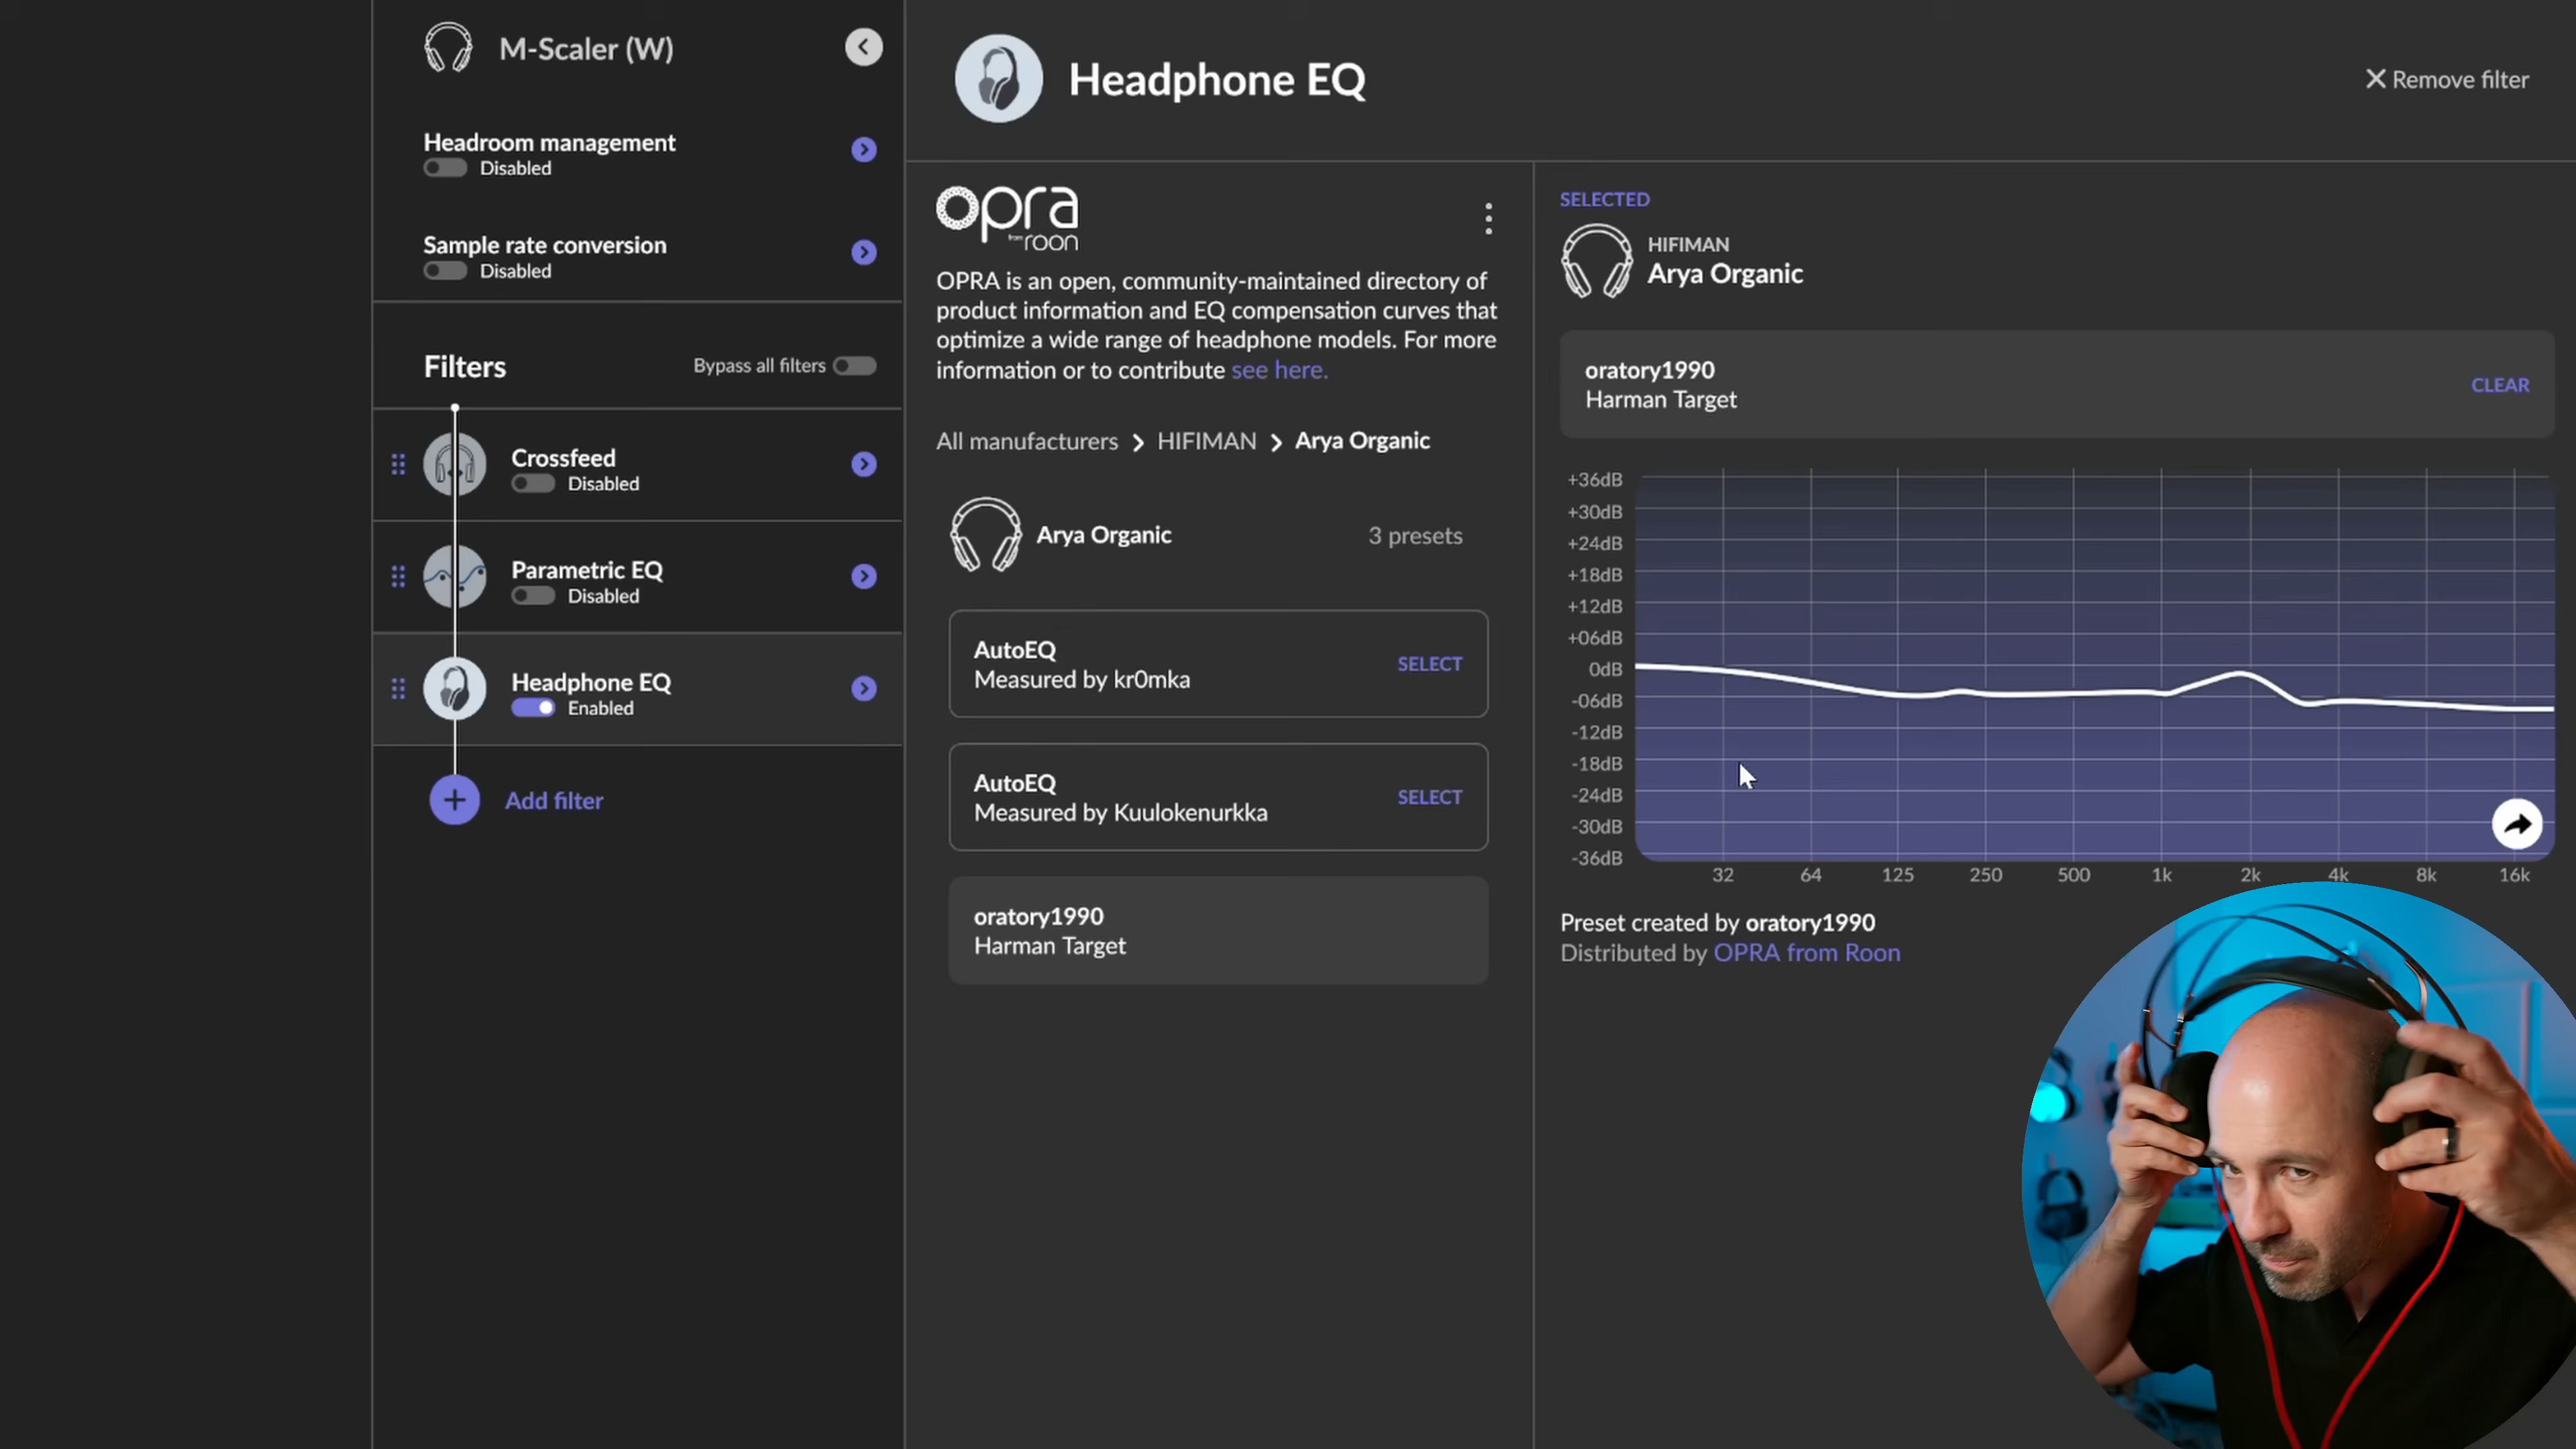 M-Scaler (W)
Headroom management
Disabled
Sample rate conversion
Disabled
Filters
Bypass all filters
Crossfeed
Disabled
Parametric EQ
Disabled
Headphone EQ
Enabled
Add filter
Headphone EQ
Remove filter
opra
from roon
OPRA is an open, community-maintained directory of
product information and EQ compensation curves that
optimize a wide range of headphone models. For more
information or to contribute see here.
All manufacturers > HIFIMAN > Arya Organic
Arya Organic
3 presets
AutoEQ
Measured by kr0mka
SELECT
AutoEQ
Measured by Kuulokenurkka
SELECT
oratory1990
Harman Target
SELECTED
HIFIMAN
Arya Organic
oratory1990
Harman Target
CLEAR
+36dB
+30dB
+24dB
+18dB
+12dB
+06dB
0dB
-06dB
-12dB
-18dB
-24dB
-30dB
-36dB
32 64 125 250 500 1k 2k 4k 8k 16k
Preset created by oratory1990
Distributed by OPRA from Roon